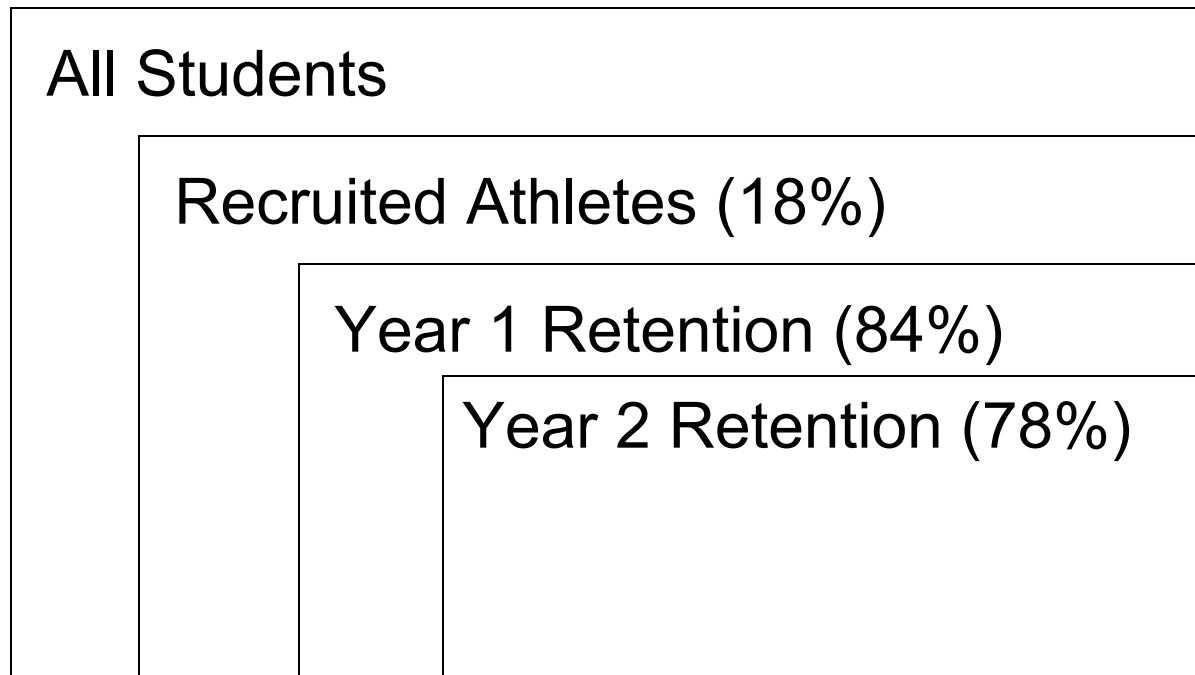 All Students
Recruited Athletes (18%)
Year 1 Retention (84%)
Year 2 Retention (78%)